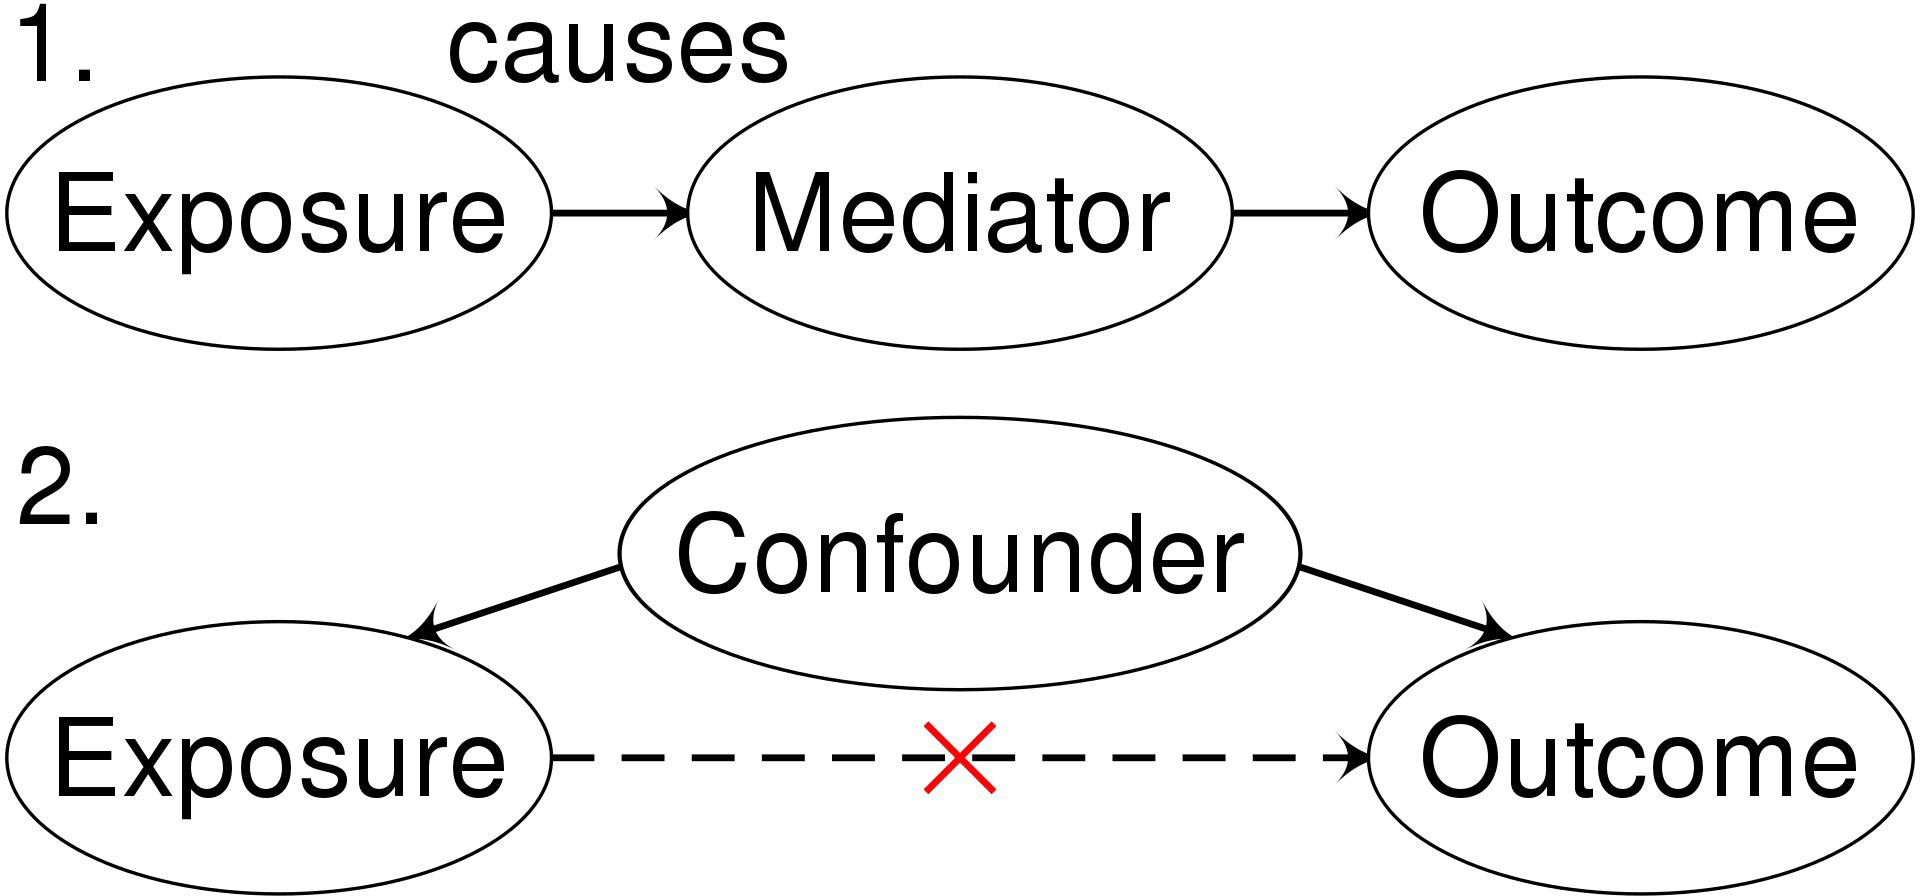 1.
causes
Exposure
Mediator
Outcome
2.
Confounder
Exposure
Outcome